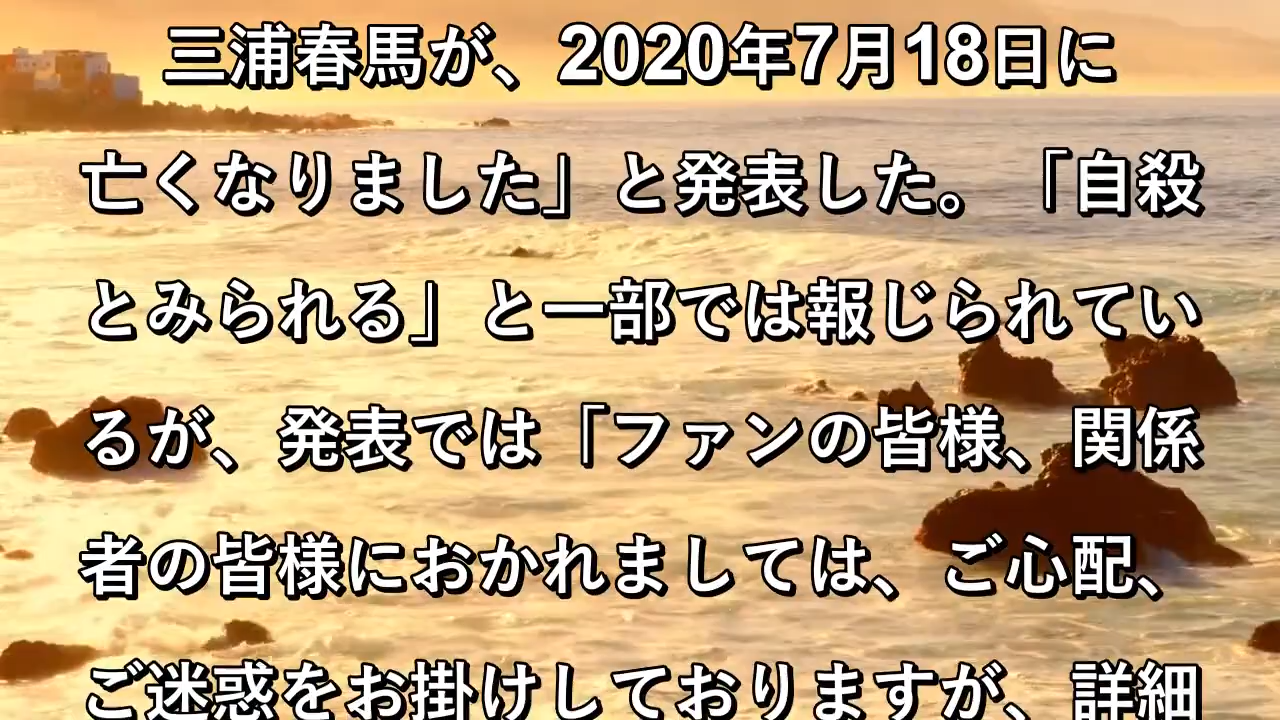 三浦春馬が、2020年7月18日に
亡くなりました」と発表した。「自殺
とみられる」と一部では報じられてい
るが、発表では「ファンの皆様、関係
者の皆様におかれましては、ご心配、
ご迷惑をお掛けしておりますが、詳細